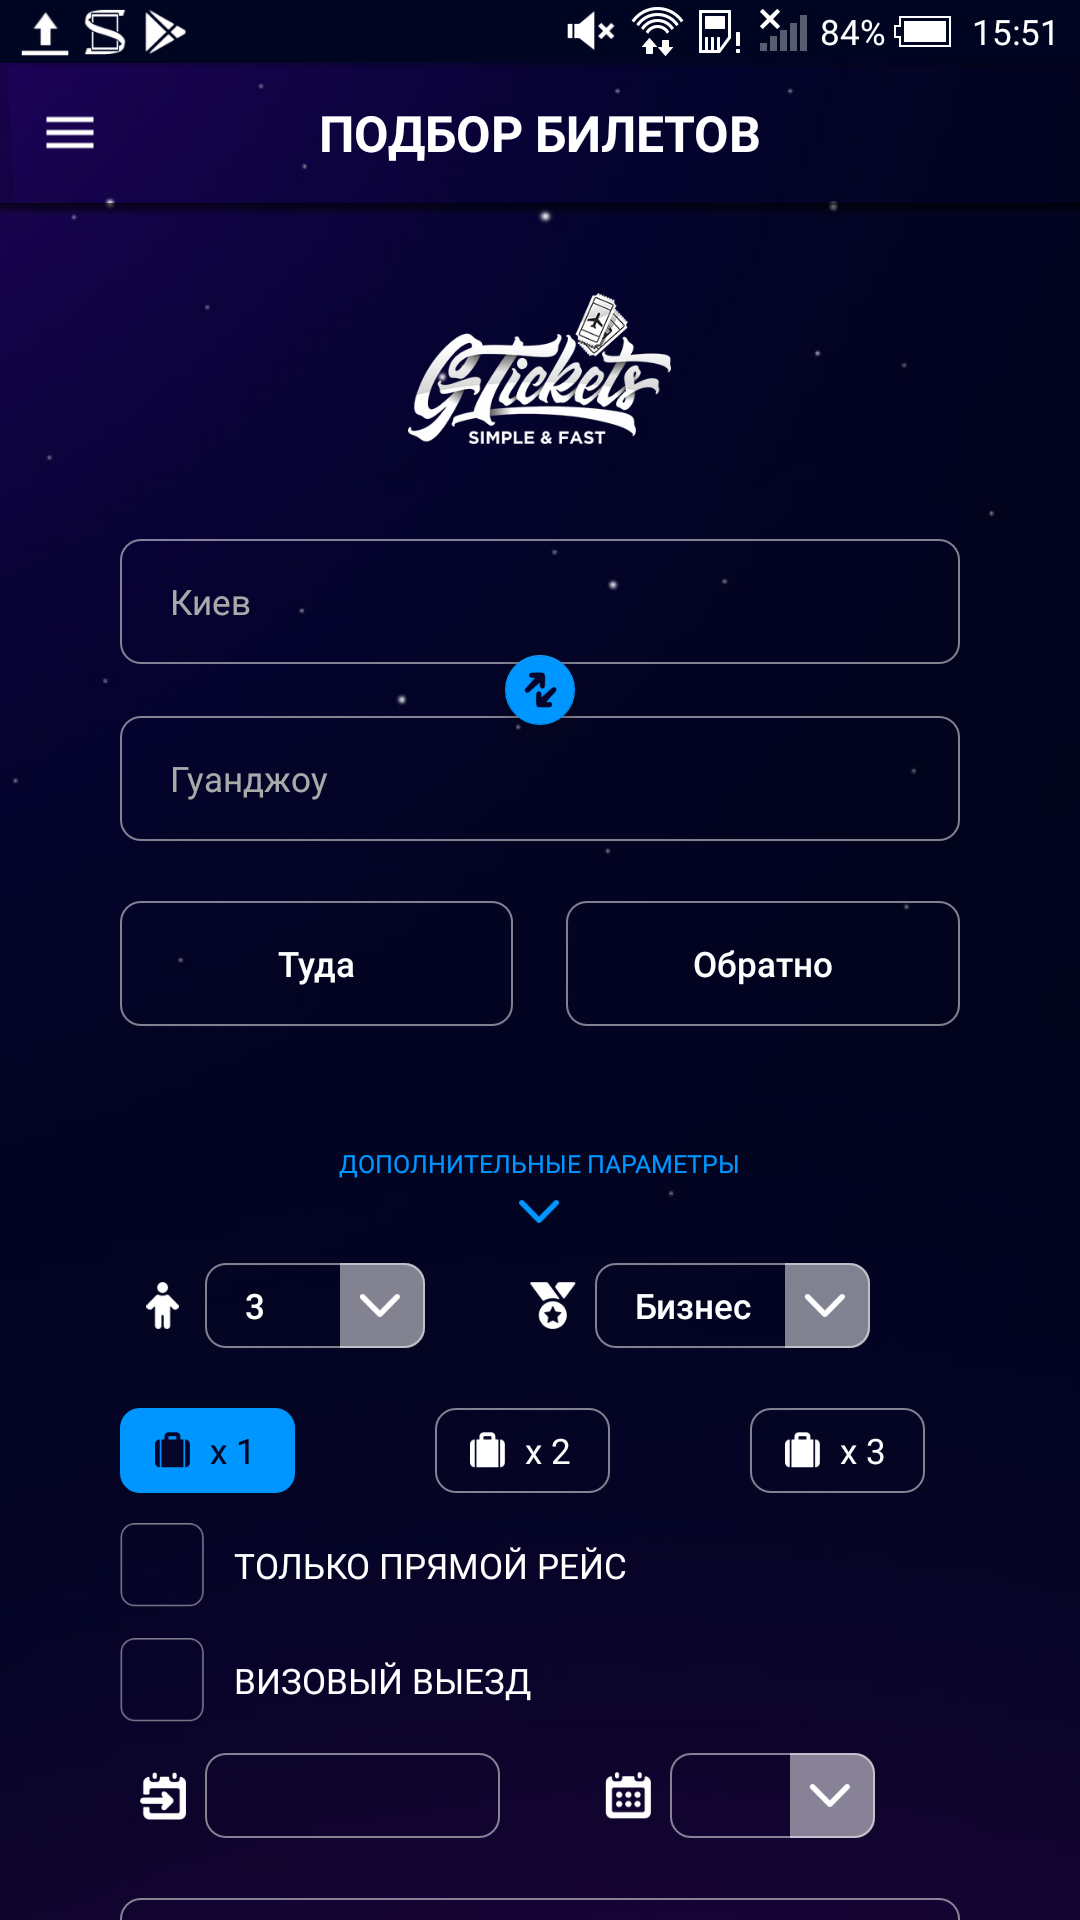 84% 15:51
ПОДБОР БИЛЕТОВ
GTickets
SIMPLE & FAST
Киев
Гуанджоу
Туда Обратно
ДОПОЛНИТЕЛЬНЫЕ ПАРАМЕТРЫ
3 Бизнес
x 1 x 2 x 3
ТОЛЬКО ПРЯМОЙ РЕЙС
ВИЗОВЫЙ ВЫЕЗД